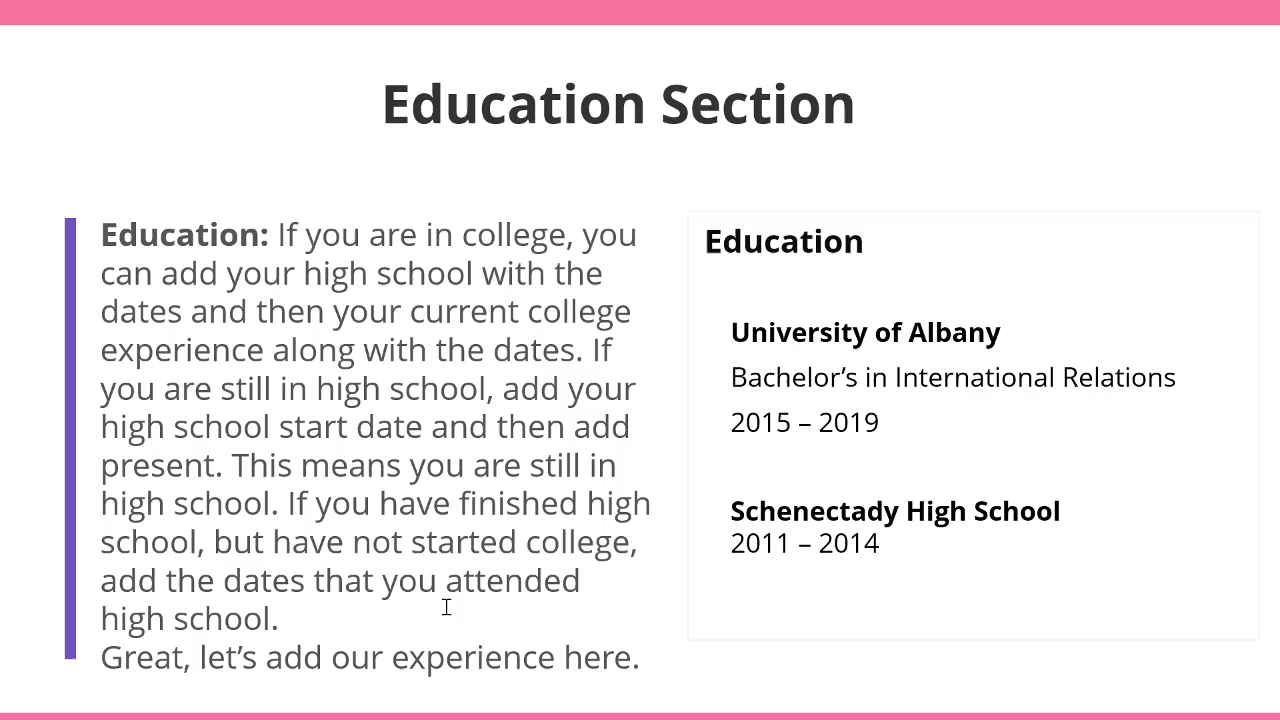 Education Section
Education: If you are in college, you
can add your high school with the
dates and then your current college
experience along with the dates. If
you are still in high school, add your
high school start date and then add
present. This means you are still in
high school. If you have finished high
school, but have not started college,
add the dates that you attended
high school.
Great, let’s add our experience here.
Education
University of Albany
Bachelor’s in International Relations
2015 – 2019
Schenectady High School
2011 – 2014